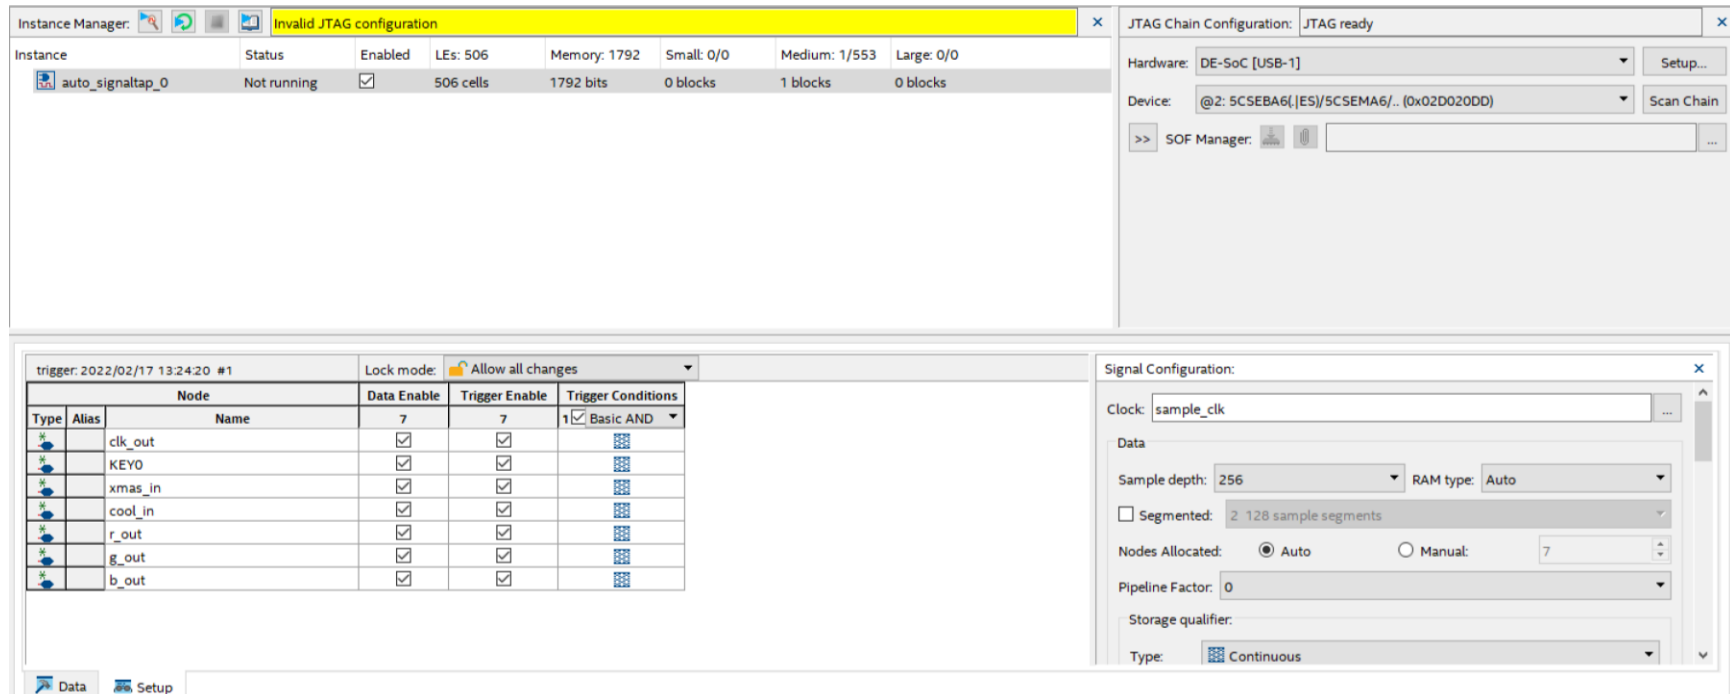 Instance Manager: Invalid JTAG configuration
Instance Status Enabled LEs: 506 Memory: 1792 Small: 0/0 Medium: 1/553 Large: 0/0
auto_signaltap_0 Not running 506 cells 1792 bits 0 blocks 1 blocks 0 blocks
JTAG Chain Configuration: JTAG ready
Hardware: DE-SoC [USB-1] Setup...
Device: @2: 5CSEBA6(.|ES)/5CSEMA6/.. (0x02D020DD) Scan Chain
>> SOF Manager: ...
trigger: 2022/02/17 13:24:20 #1 Lock mode: Allow all changes
Node Data Enable Trigger Enable Trigger Conditions
Type Alias Name 7 7 1 Basic AND
clk_out
KEY0
xmas_in
cool_in
r_out
g_out
b_out
Signal Configuration:
Clock: sample_clk ...
Data
Sample depth: 256 RAM type: Auto
Segmented: 2 128 sample segments
Nodes Allocated: Auto Manual: 7
Pipeline Factor: 0
Storage qualifier:
Type: Continuous
Data Setup